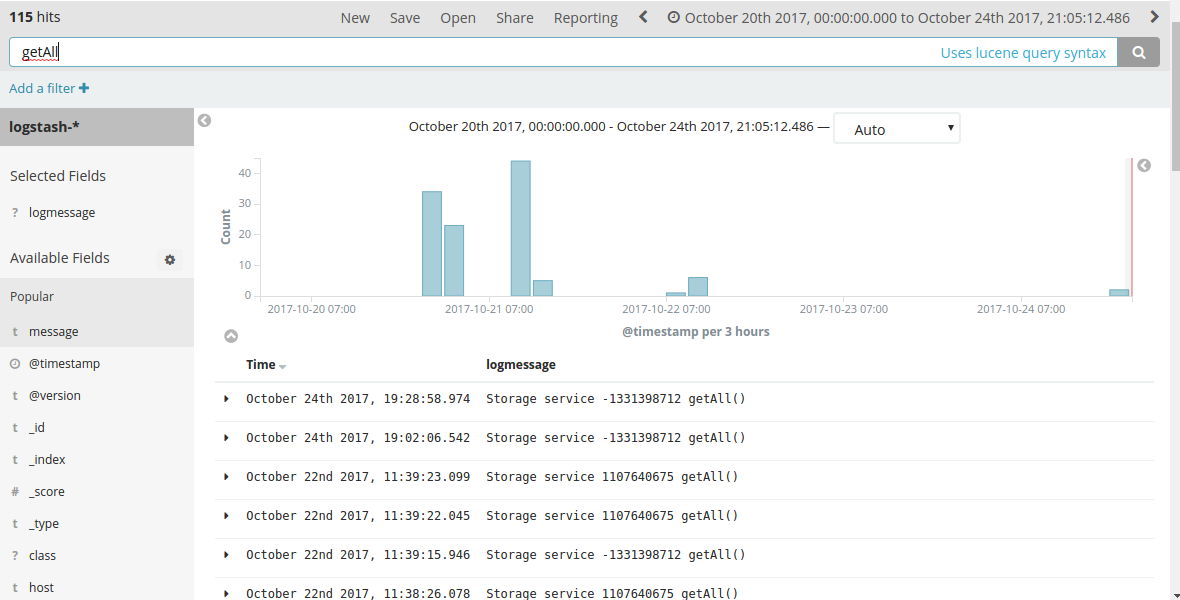 115 hits
New Save Open Share Reporting October 20th 2017, 00:00:00.000 to October 24th 2017, 21:05:12.486
getAll
Uses lucene query syntax
Add a filter
logstash-*
Selected Fields
? logmessage
Available Fields
Popular
t message
@timestamp
t @version
t _id
t _index
# _score
t _type
? class
t host
October 20th 2017, 00:00:00.000 - October 24th 2017, 21:05:12.486 —
Auto
Count
40
30
20
10
0
2017-10-20 07:00 2017-10-21 07:00 2017-10-22 07:00 2017-10-23 07:00 2017-10-24 07:00
@timestamp per 3 hours
Time logmessage
October 24th 2017, 19:28:58.974 Storage service -1331398712 getAll()
October 24th 2017, 19:02:06.542 Storage service -1331398712 getAll()
October 22nd 2017, 11:39:23.099 Storage service 1107640675 getAll()
October 22nd 2017, 11:39:22.045 Storage service 1107640675 getAll()
October 22nd 2017, 11:39:15.946 Storage service -1331398712 getAll()
October 22nd 2017, 11:38:26.078 Storage service 1107640675 getAll()